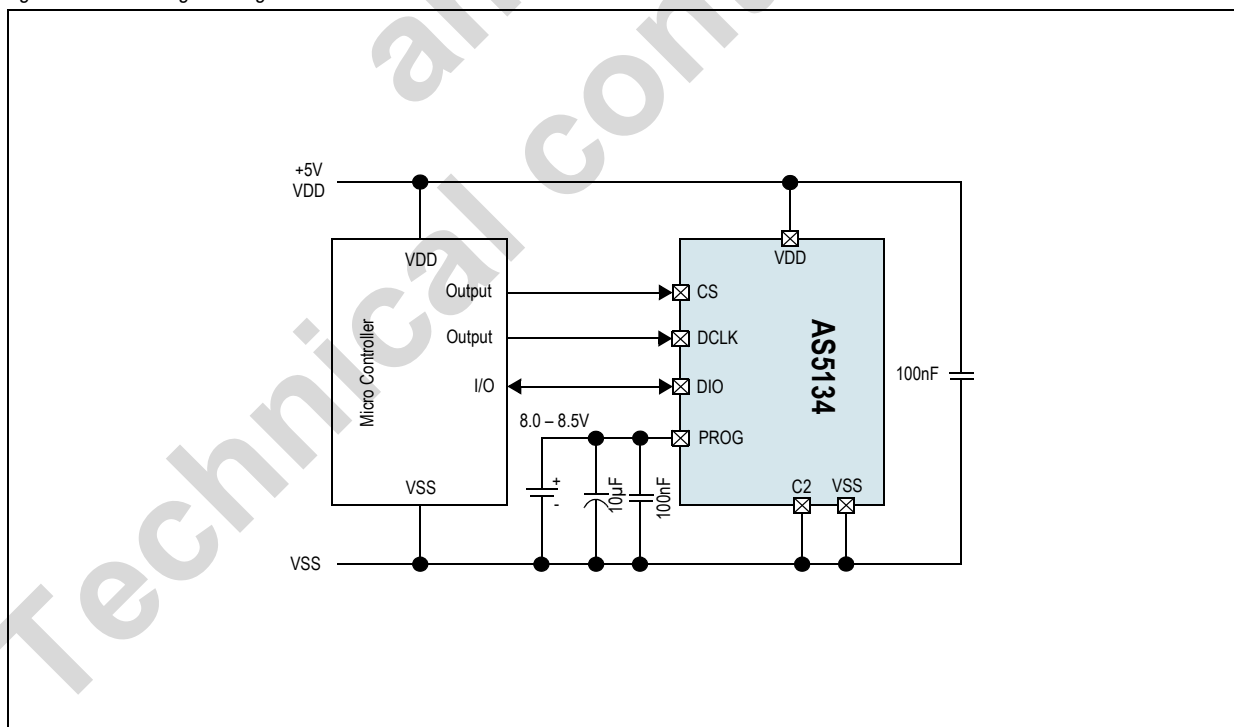 +5V
VDD
VDD
Output
Output
I/O
Micro Controller
VSS
VDD
CS
DCLK
DIO
PROG
AS5134
C2
VSS
100nF
8.0 – 8.5V
+
-
10µF
100nF
VSS
Technical